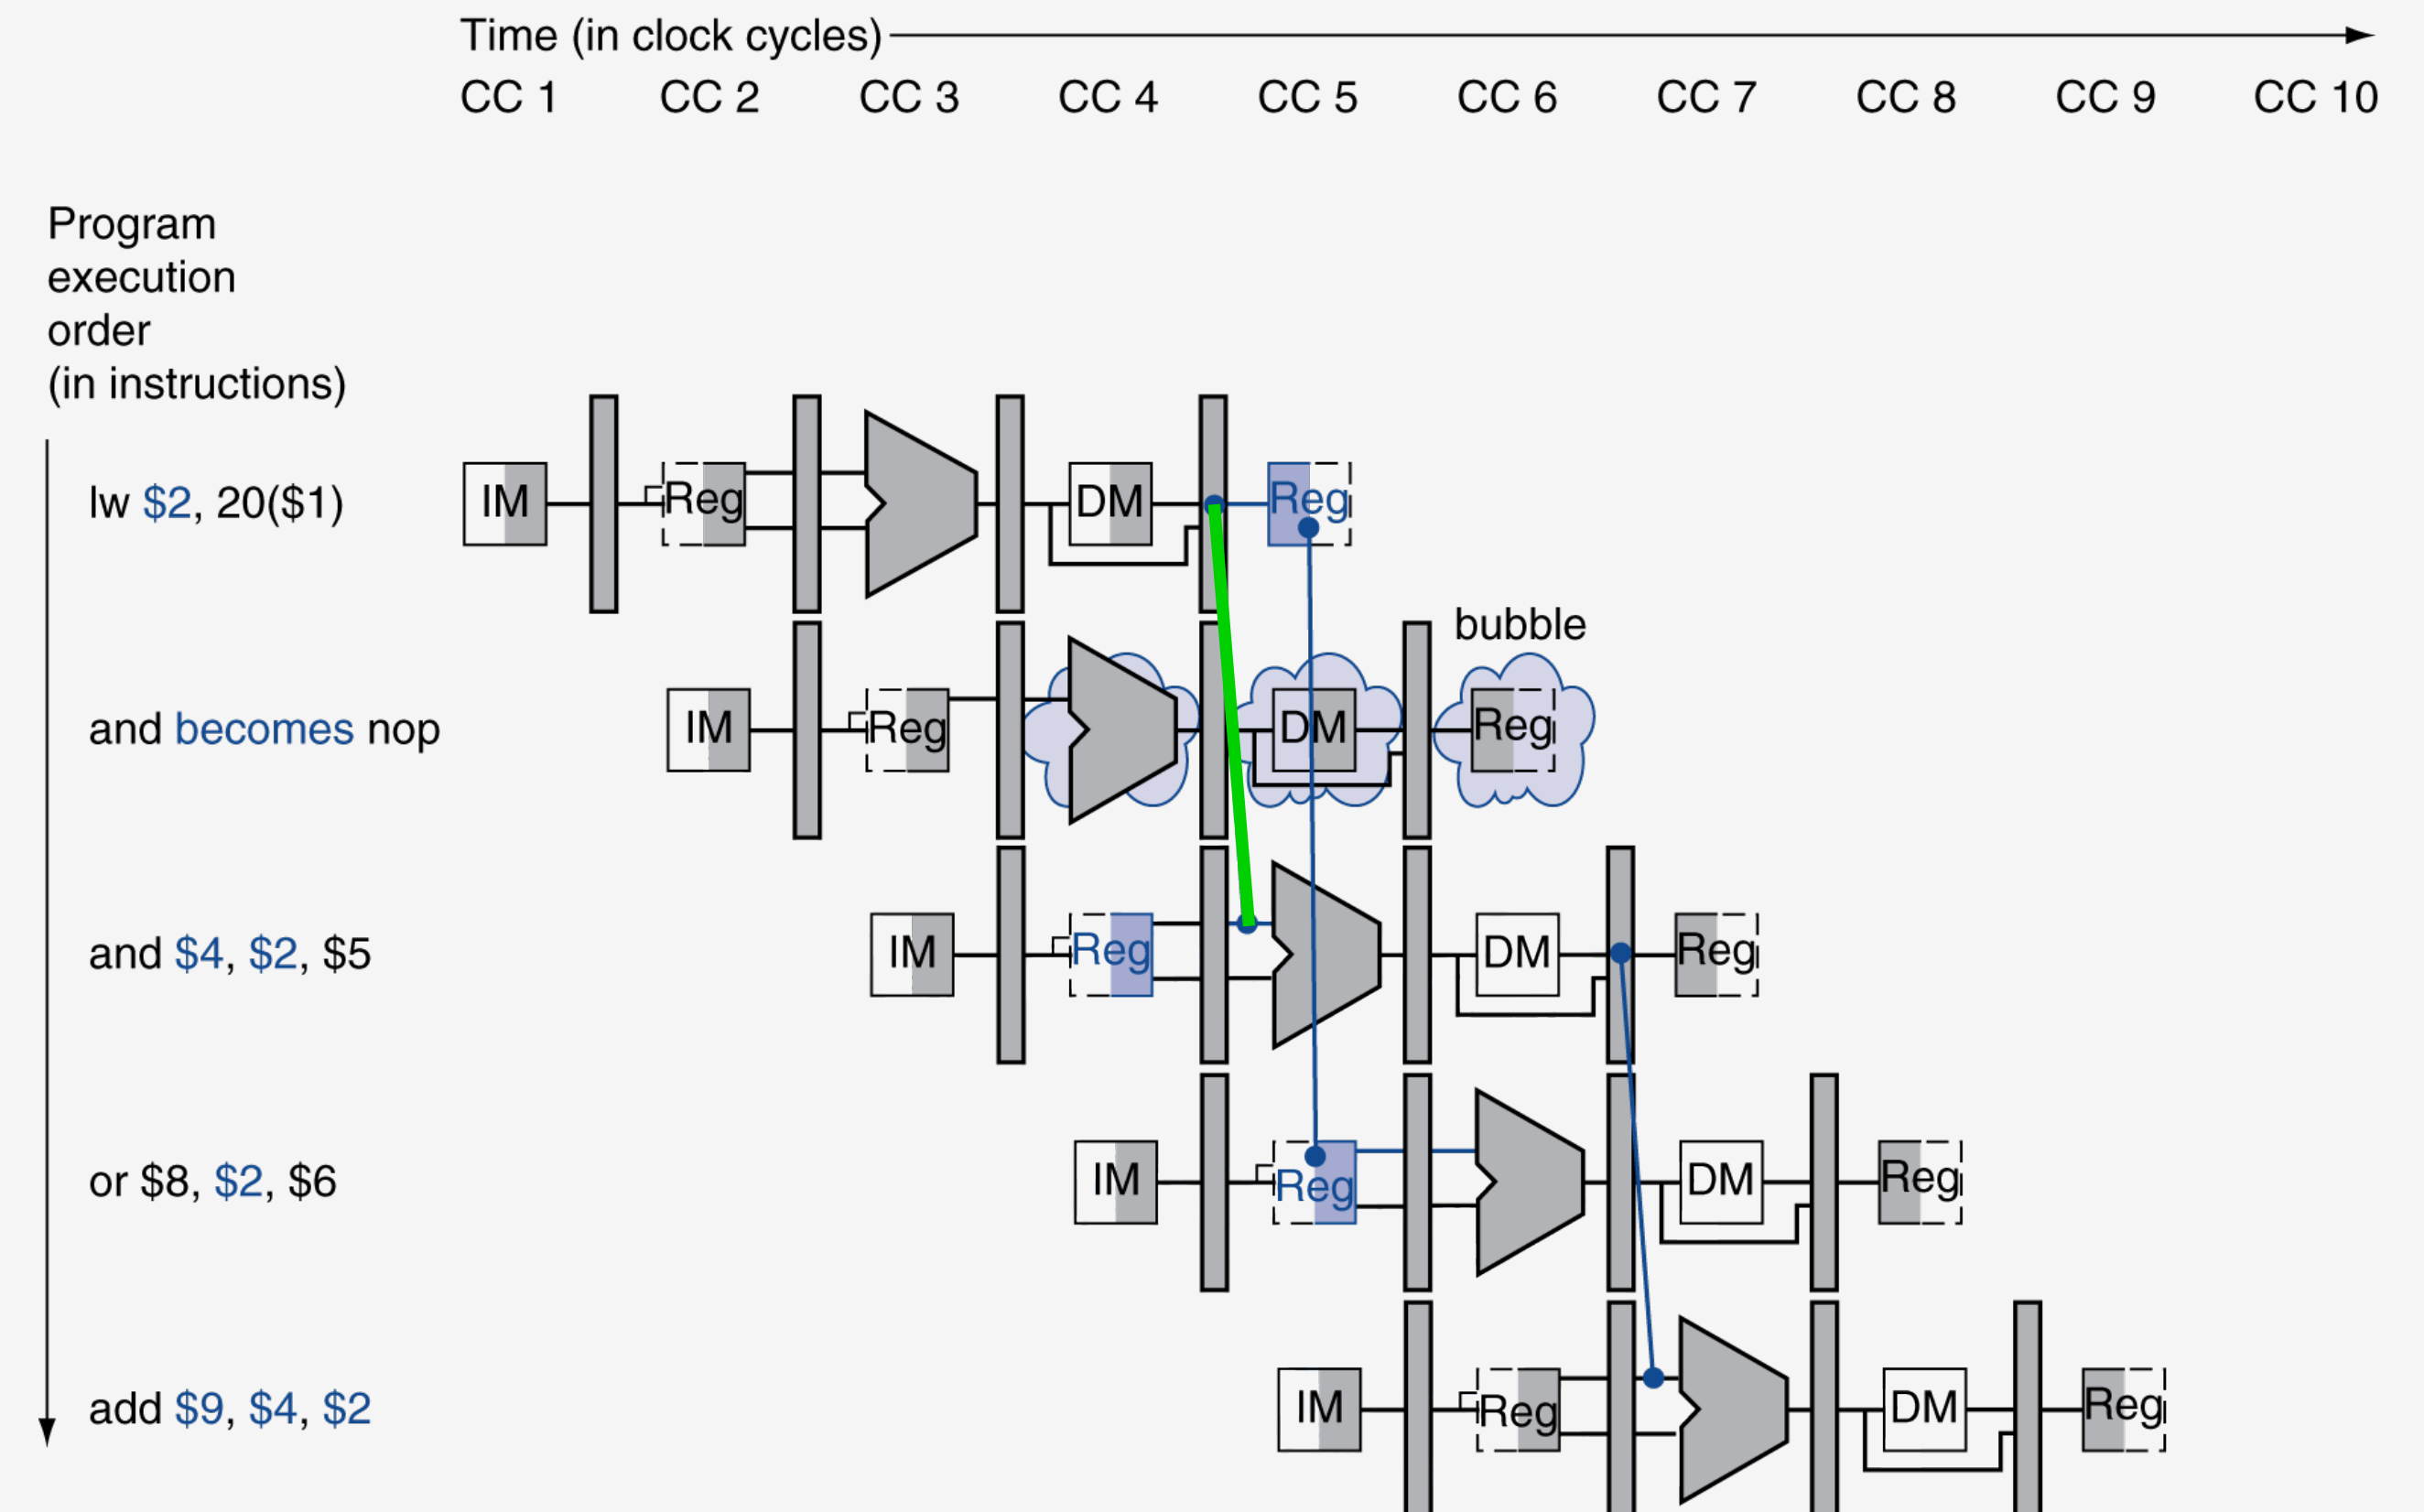 Time (in clock cycles)
CC 1 CC 2 CC 3 CC 4 CC 5 CC 6 CC 7 CC 8 CC 9 CC 10
Program
execution
order
(in instructions)
lw $2, 20($1) IM Reg DM Reg
bubble
and becomes nop IM Reg DM Reg
and $4, $2, $5 IM Reg DM Reg
or $8, $2, $6 IM Reg DM Reg
add $9, $4, $2 IM Reg DM Reg